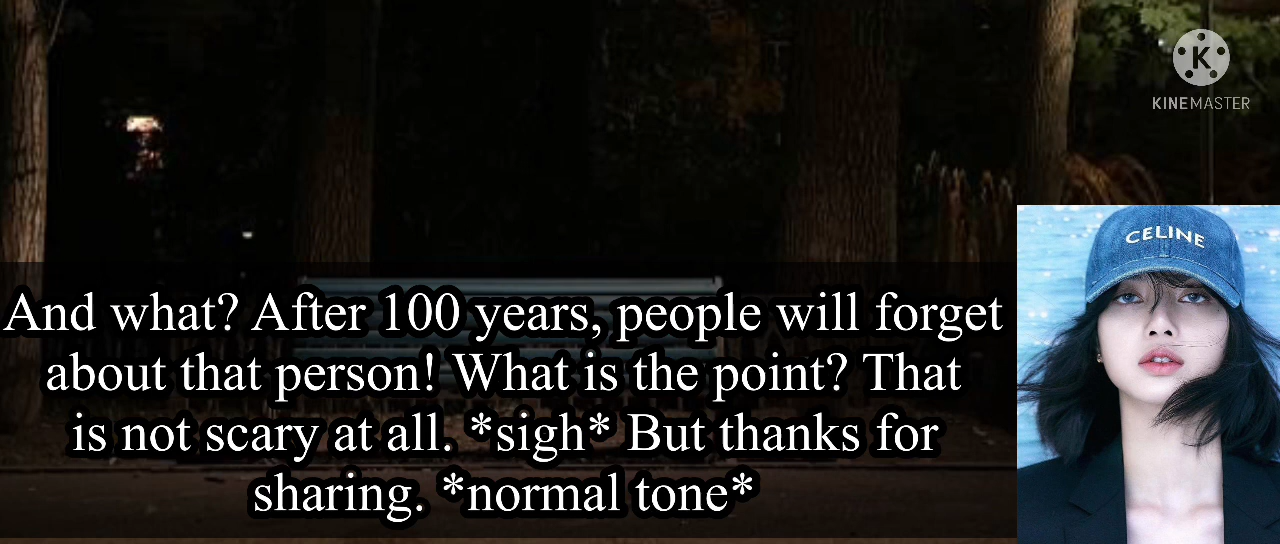 K
KINEMASTER
CELINE
And what? After 100 years, people will forget
about that person! What is the point? That
is not scary at all. *sigh* But thanks for
sharing. *normal tone*